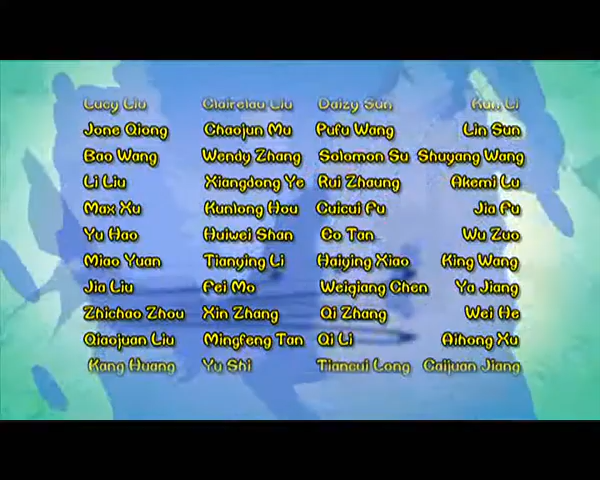 Lucy Liu Clairelau Liu Daizy Sun Kun Li
Jone Qiong Chaojun Mu Pufu Wang Lin Sun
Bao Wang Wendy Zhang Solomon Su Shuyang Wang
Li Liu Xiangdong Ye Rui Zhaung Akemi Lu
Max Xu Kunlong Hou Cuicui Fu Jia Fu
Yu Hao Huiwei Shan Bo Tan Wu Zuo
Miao Yuan Tianying Li Haiying Xiao King Wang
Jia Liu Fei Mo Weiqiang Chen Ya Jiang
Zhichao Zhou Xin Zhang Qi Zhang Wei He
Qiaojuan Liu Mingfeng Tan Qi Li Aihong Xu
Kang Huang Yu Shi Tiancui Long Caijuan Jiang